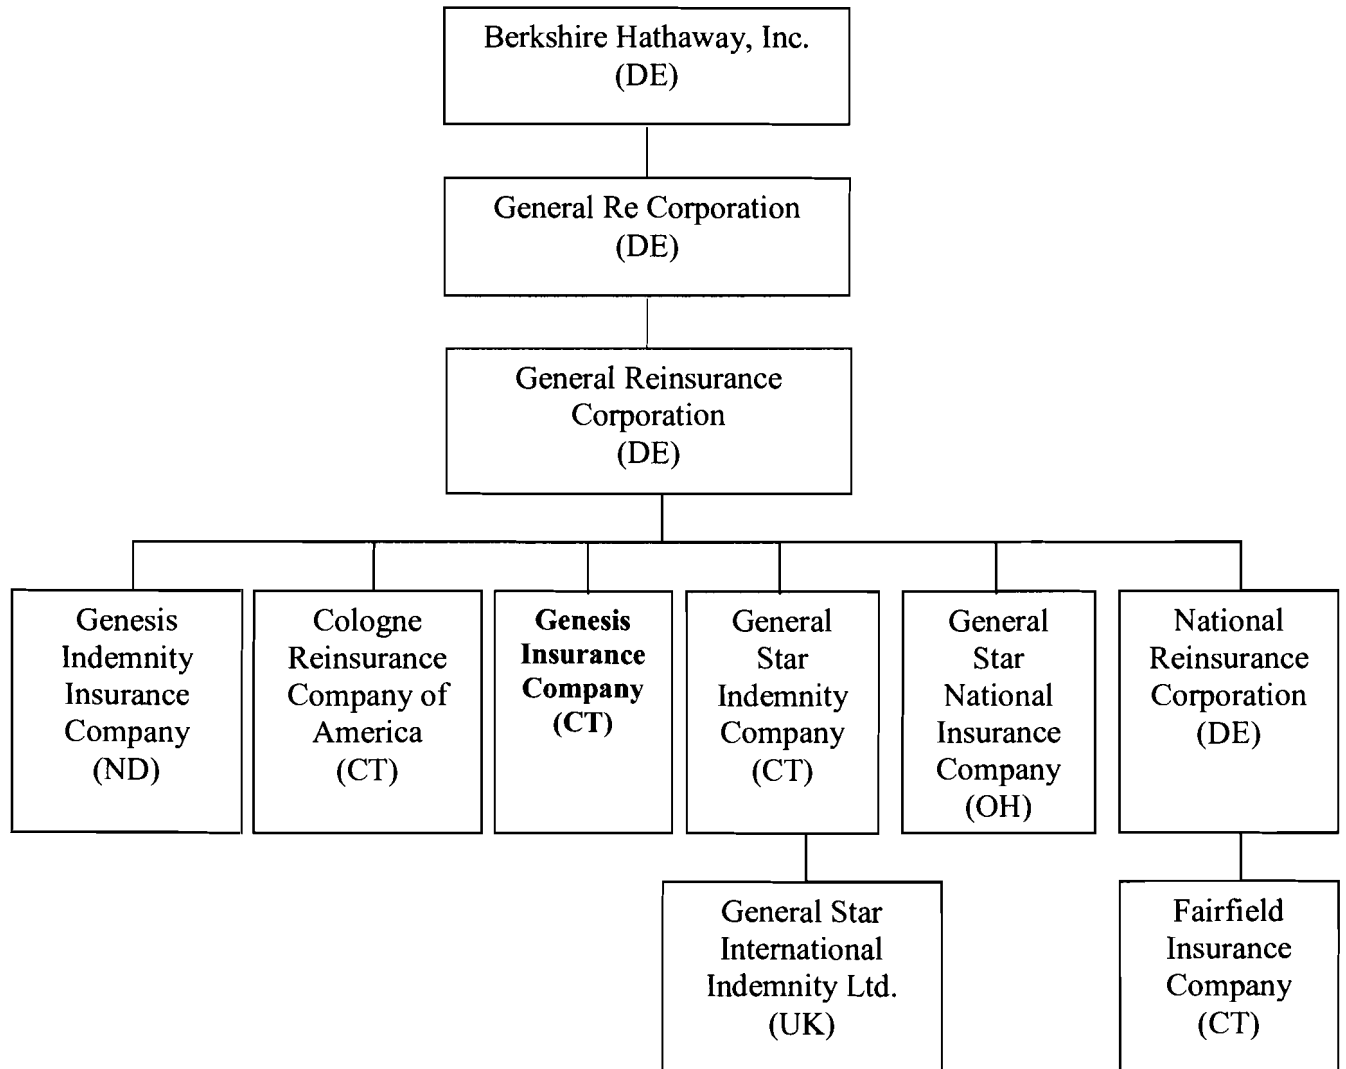 Berkshire Hathaway, Inc.
(DE)
General Re Corporation
(DE)
General Reinsurance
Corporation
(DE)
Genesis
Indemnity
Insurance
Company
(ND)
Cologne
Reinsurance
Company of
America
(CT)
Genesis
Insurance
Company
(CT)
General
Star
Indemnity
Company
(CT)
General
Star
National
Insurance
Company
(OH)
National
Reinsurance
Corporation
(DE)
General Star
International
Indemnity Ltd.
(UK)
Fairfield
Insurance
Company
(CT)